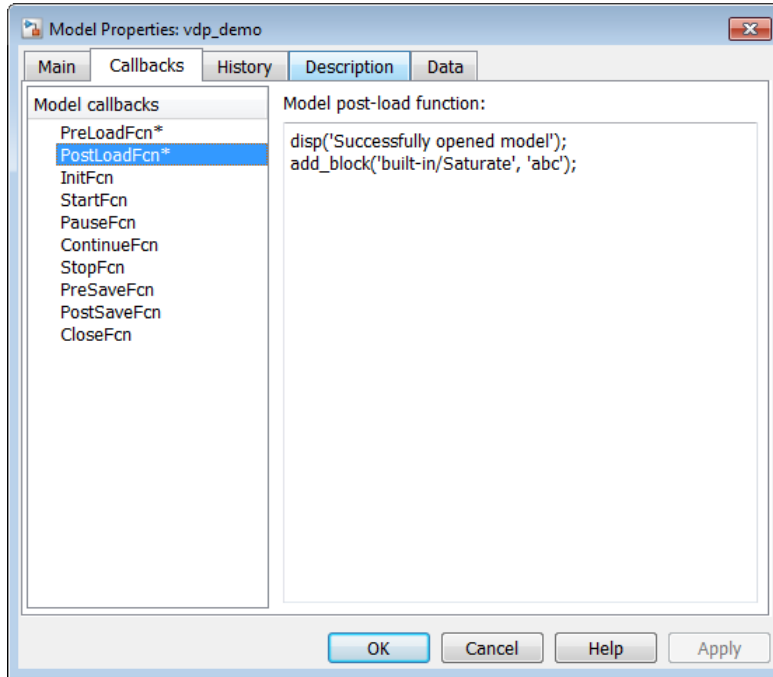 Model Properties: vdp_demo
Main Callbacks History Description Data
Model callbacks
PreLoadFcn*
PostLoadFcn*
InitFcn
StartFcn
PauseFcn
ContinueFcn
StopFcn
PreSaveFcn
PostSaveFcn
CloseFcn
Model post-load function:
disp('Successfully opened model');
add_block('built-in/Saturate', 'abc');
OK Cancel Help Apply